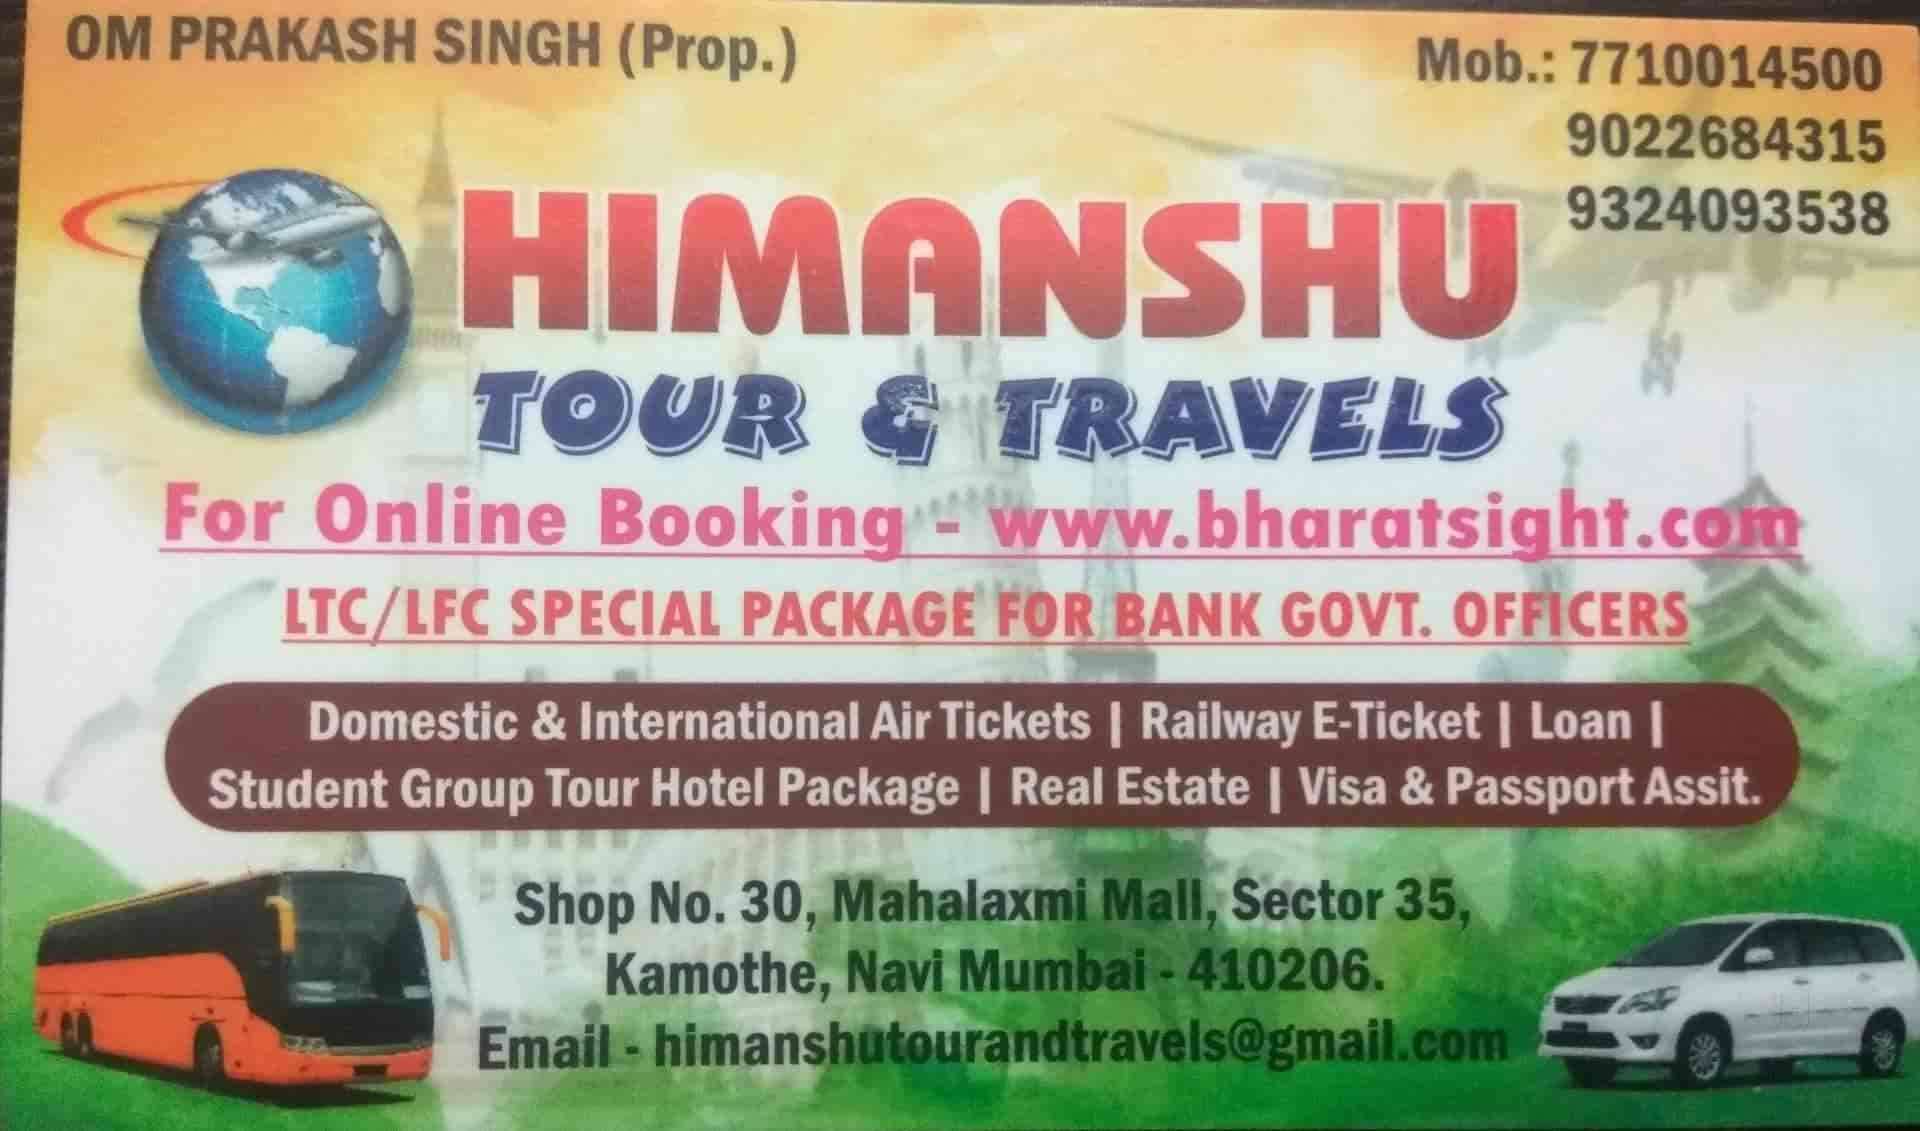 OM PRAKASH SINGH (Prop.)
Mob.: 7710014500
9022684315
9324093538
HIMANSHU
TOUR & TRAVELS
For Online Booking - www.bharatsight.com
LTC/LFC SPECIAL PACKAGE FOR BANK GOVT. OFFICERS
Domestic & International Air Tickets | Railway E-Ticket | Loan |
Student Group Tour Hotel Package | Real Estate | Visa & Passport Assit.
Shop No. 30, Mahalaxmi Mall, Sector 35,
Kamothe, Navi Mumbai - 410206.
Email - himanshutourandtravels@gmail.com